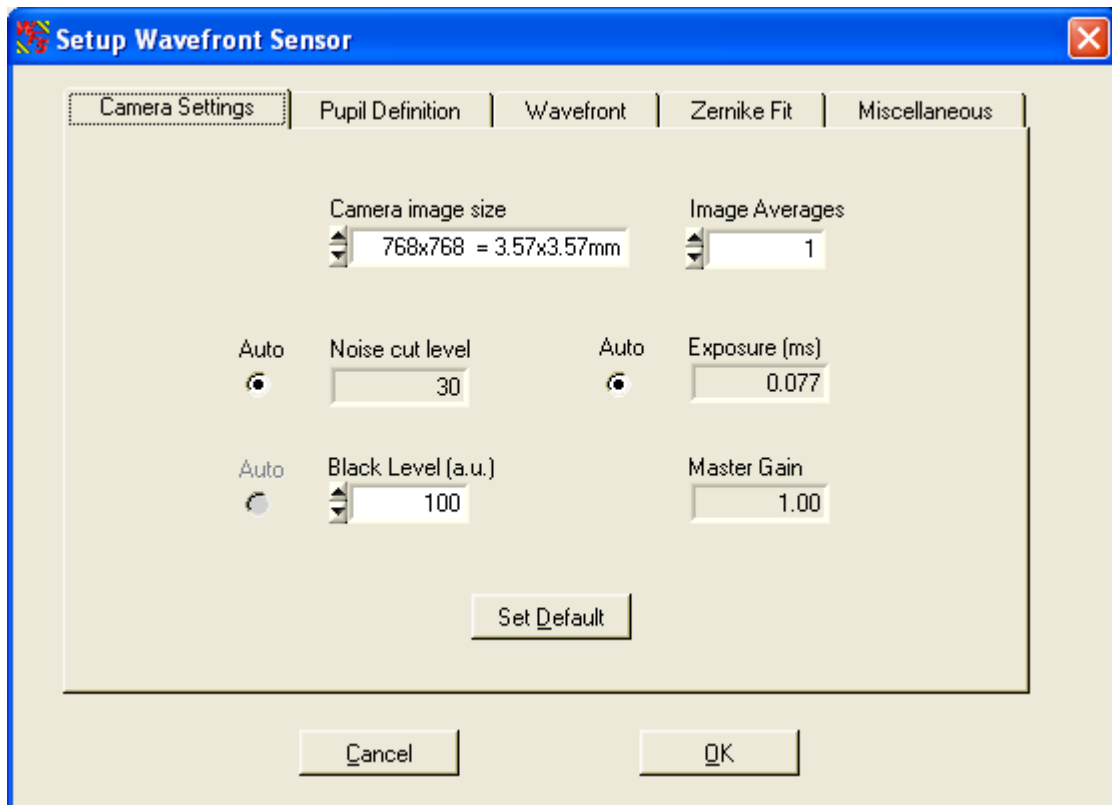 Setup Wavefront Sensor
Camera Settings Pupil Definition Wavefront Zernike Fit Miscellaneous
Camera image size Image Averages
768x768 = 3.57x3.57mm 1
Auto Noise cut level Auto Exposure (ms)
30 0.077
Auto Black Level (a.u.) Master Gain
100 1.00
Set Default
Cancel OK